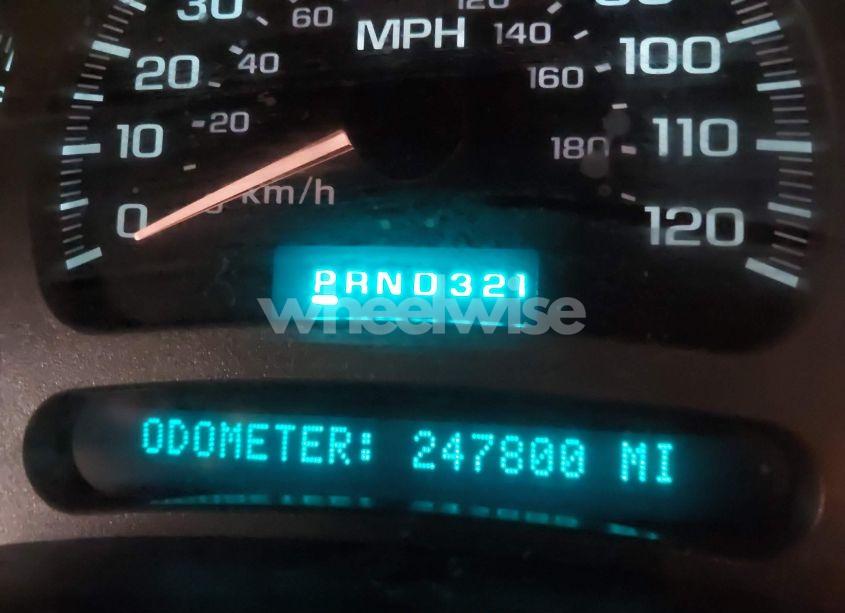 30 60 120
MPH 140
20 40 160 100
10 20 180 110
0 km/h 120
PRND321
wheelwise
ODOMETER: 247800 MI